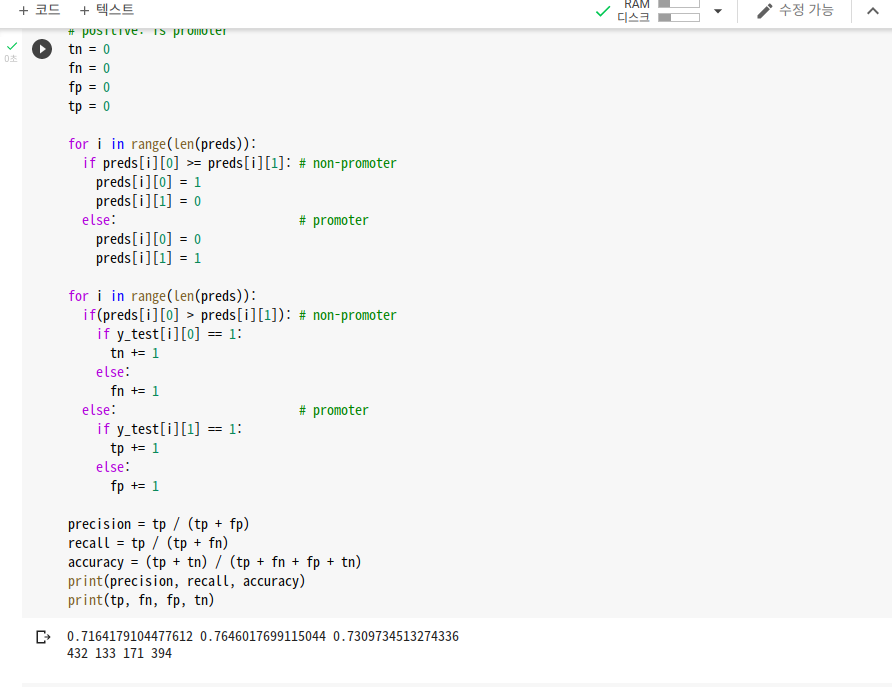 + 코드 + 텍스트
RAM
디스크
수정 가능
0초
# positive: is promoter
tn = 0
fn = 0
fp = 0
tp = 0
for i in range(len(preds)):
  if preds[i][0] >= preds[i][1]: # non-promoter
    preds[i][0] = 1
    preds[i][1] = 0
  else:                          # promoter
    preds[i][0] = 0
    preds[i][1] = 1
for i in range(len(preds)):
  if(preds[i][0] > preds[i][1]): # non-promoter
    if y_test[i][0] == 1:
      tn += 1
    else:
      fn += 1
  else:                          # promoter
    if y_test[i][1] == 1:
      tp += 1
    else:
      fp += 1
precision = tp / (tp + fp)
recall = tp / (tp + fn)
accuracy = (tp + tn) / (tp + fn + fp + tn)
print(precision, recall, accuracy)
print(tp, fn, fp, tn)
0.7164179104477612 0.7646017699115044 0.7309734513274336
432 133 171 394